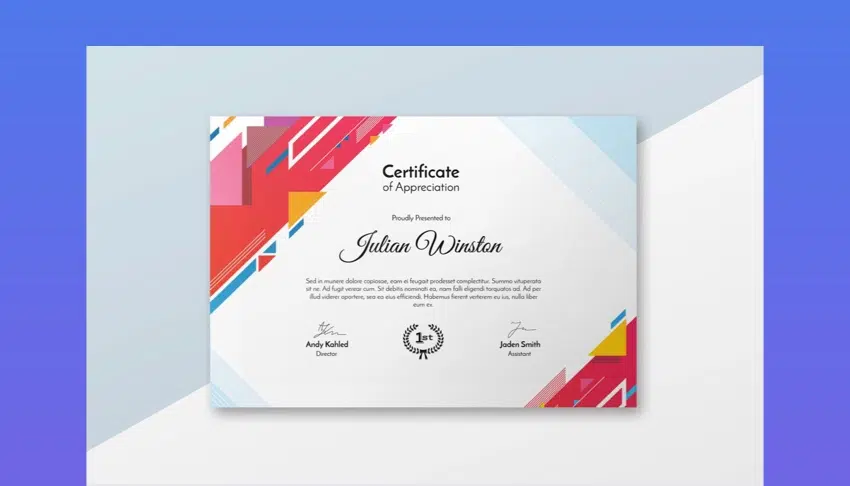 Certificate
of Appreciation
Proudly Presented to
Julian Winston
Sed in munere dolore copiosae, eam ei feugait prodesset complectitur. Summo vituperata
sit ne. Ad fugit verear cum. Sit debitis nominati ea, nam falli eligendi torquatos ad. Ad per
illud viderer oportere, sea ea eius efficiendi. Habemus fierent verterem eu ius, nulla liber
eum ex.
1st
Andy Kahled
Director
Jaden Smith
Assistant